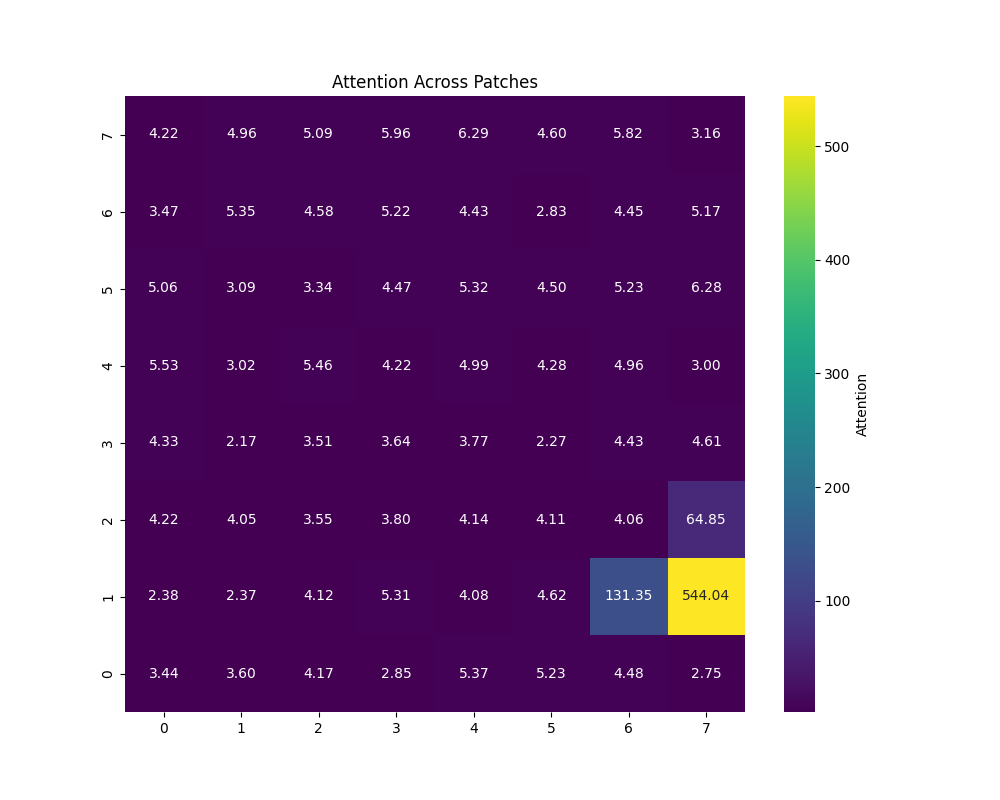 Attention Across Patches
7 4.22 4.96 5.09 5.96 6.29 4.60 5.82 3.16
6 3.47 5.35 4.58 5.22 4.43 2.83 4.45 5.17
5 5.06 3.09 3.34 4.47 5.32 4.50 5.23 6.28
4 5.53 3.02 5.46 4.22 4.99 4.28 4.96 3.00
3 4.33 2.17 3.51 3.64 3.77 2.27 4.43 4.61
2 4.22 4.05 3.55 3.80 4.14 4.11 4.06 64.85
1 2.38 2.37 4.12 5.31 4.08 4.62 131.35 544.04
0 3.44 3.60 4.17 2.85 5.37 5.23 4.48 2.75
0 1 2 3 4 5 6 7
500
400
300
200
100
Attention